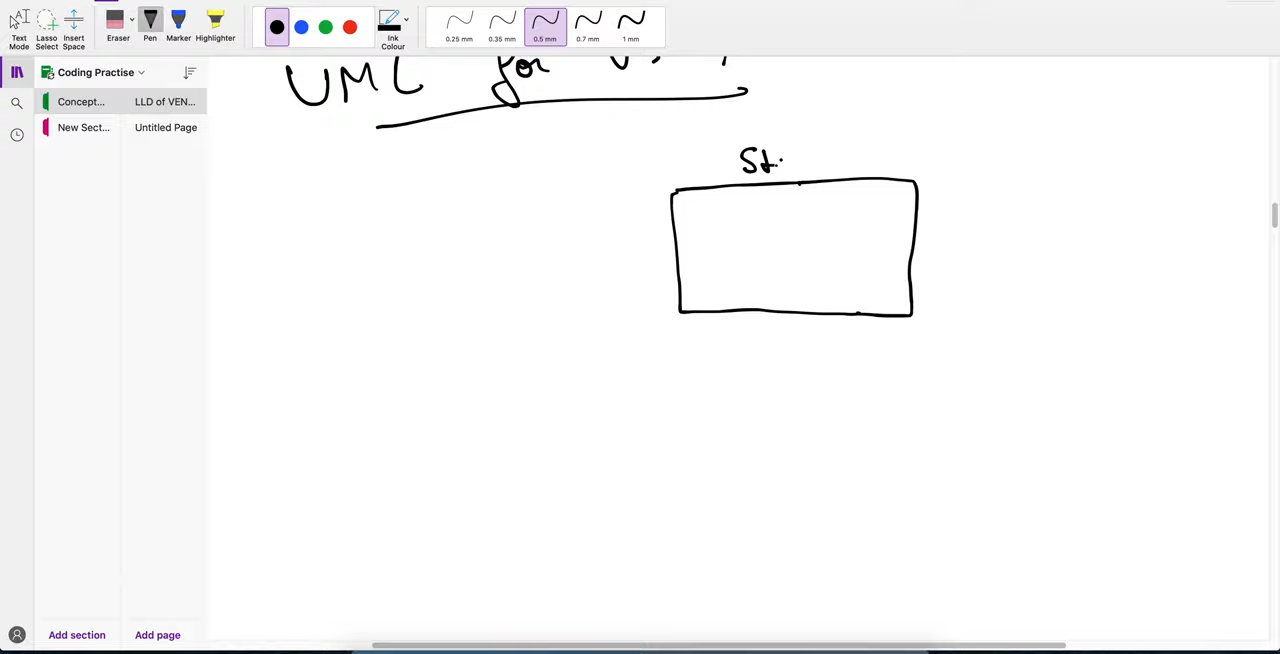 Text Mode
Lasso Select
Insert Space
Eraser
Pen
Marker
Highlighter
Ink Colour
0.25 mm
0.35 mm
0.5 mm
0.7 mm
1 mm
Coding Practise
Concept... LLD of VEN...
New Sect... Untitled Page
UML for
St
Add section Add page